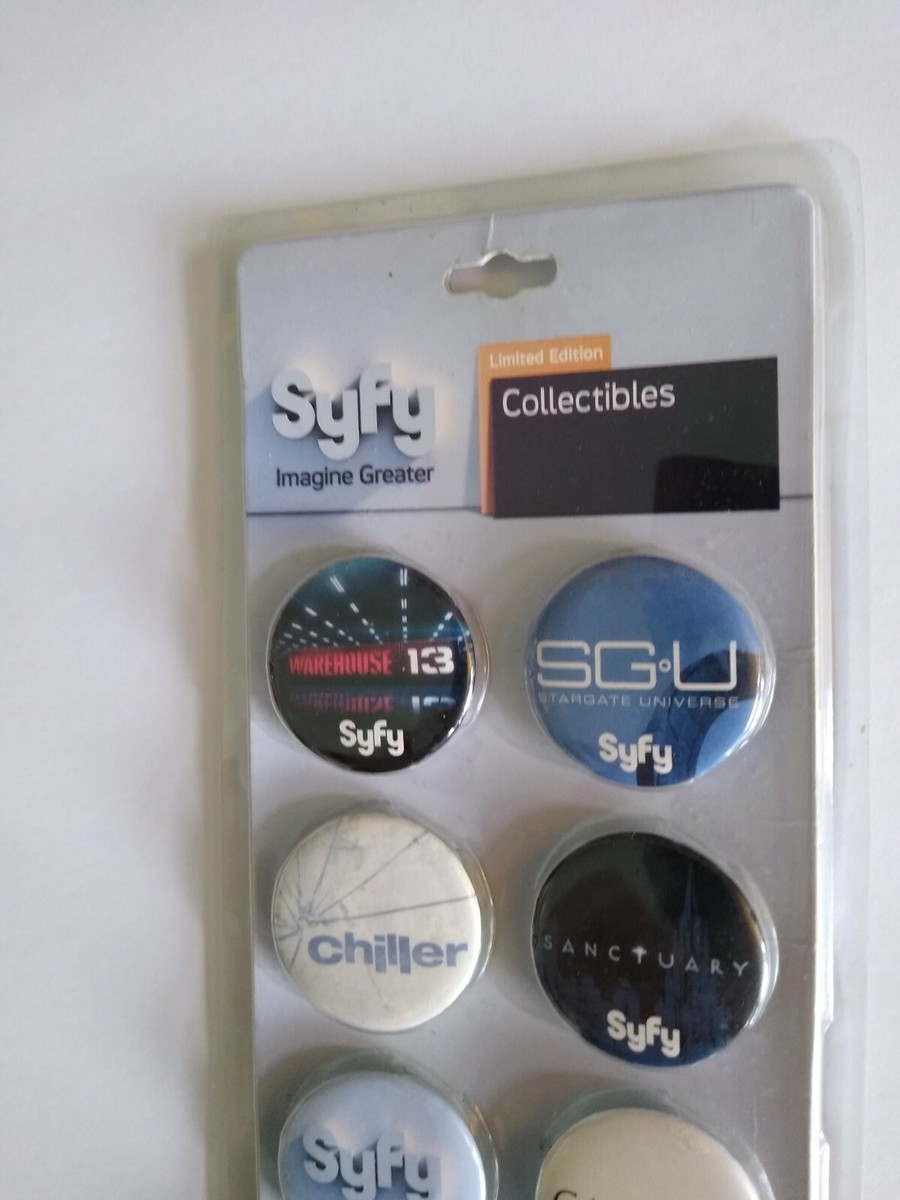 Limited Edition
Collectibles
Syfy
Imagine Greater
WAREHOUSE 13
Syfy
SG·U
STARGATE UNIVERSE
Syfy
Chiller
SANCTUARY
Syfy
Syfy